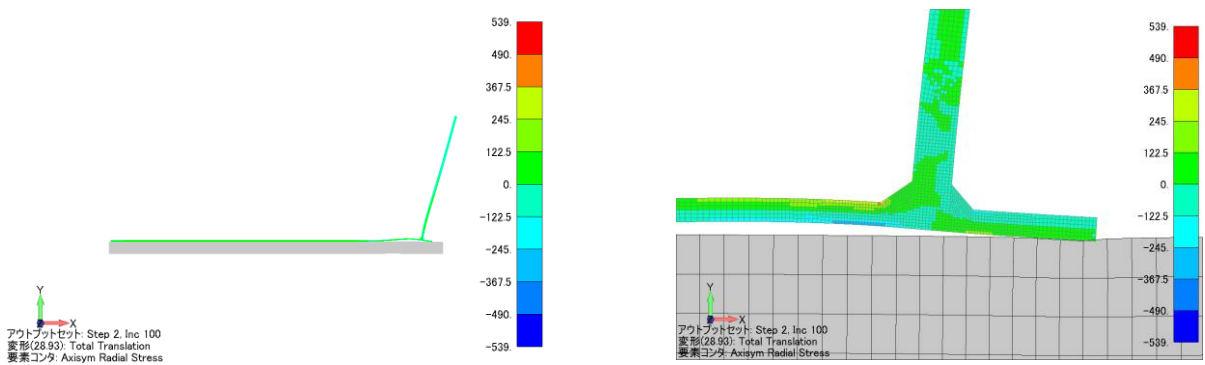 539.
490.
367.5
245.
122.5
0.
-122.5
-245.
-367.5
-490.
-539.
Y
Z
X
アウトプットセット: Step 2, Inc 100
変形(28.93): Total Translation
要素コンタ: Axisym Radial Stress
539.
490.
367.5
245.
122.5
0.
-122.5
-245.
-367.5
-490.
-539.
Y
Z
X
アウトプットセット: Step 2, Inc 100
変形(28.93): Total Translation
要素コンタ: Axisym Radial Stress